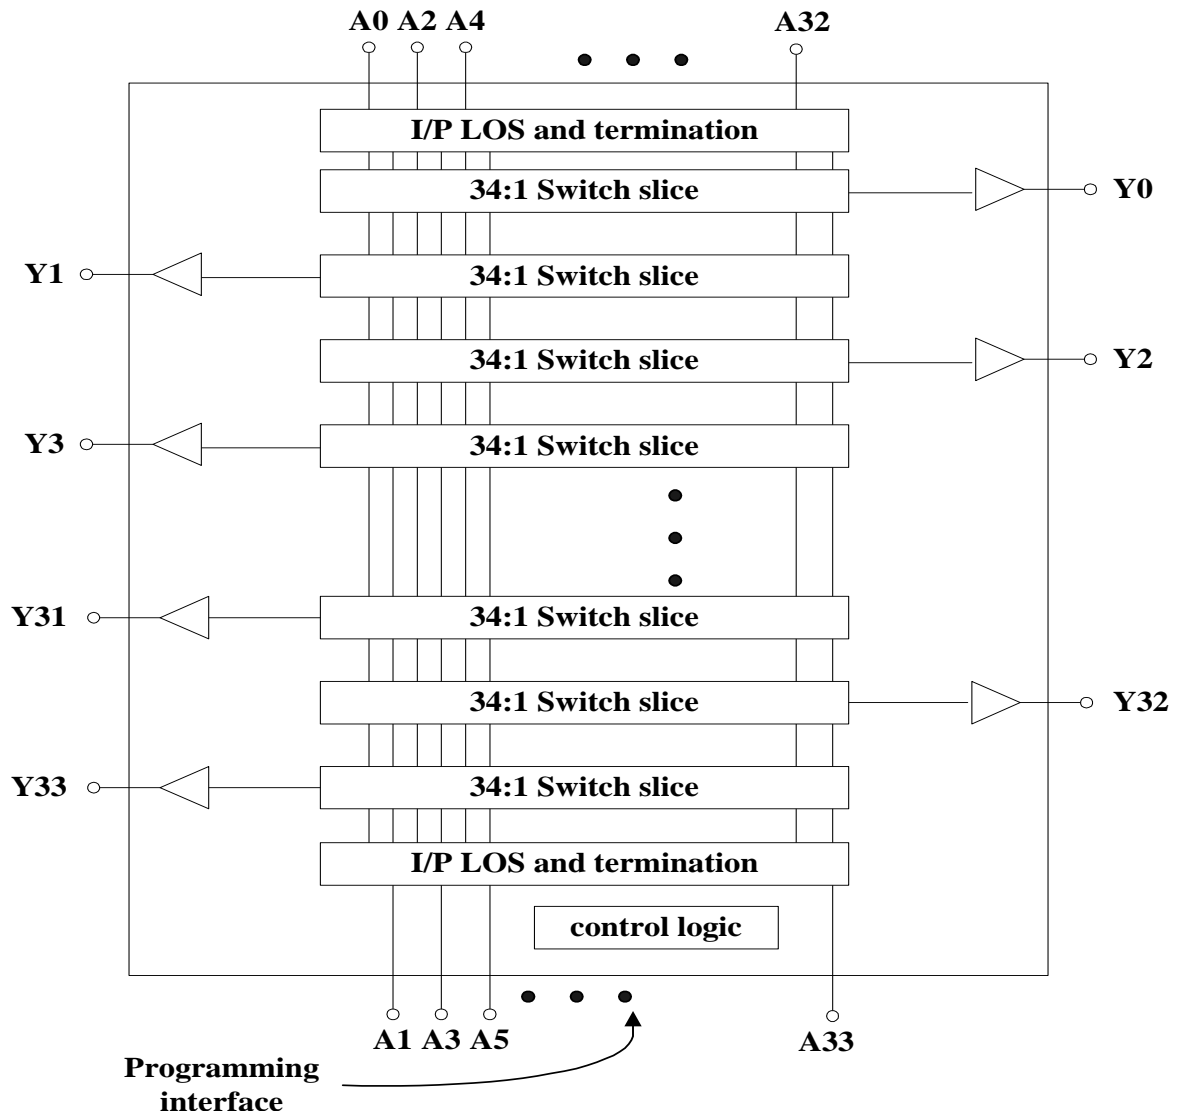 A0 A2 A4 A32
I/P LOS and termination
34:1 Switch slice
Y0
Y1
34:1 Switch slice
34:1 Switch slice
Y2
Y3
34:1 Switch slice
Y31
34:1 Switch slice
34:1 Switch slice
Y32
Y33
34:1 Switch slice
I/P LOS and termination
control logic
A1 A3 A5 A33
Programming
interface